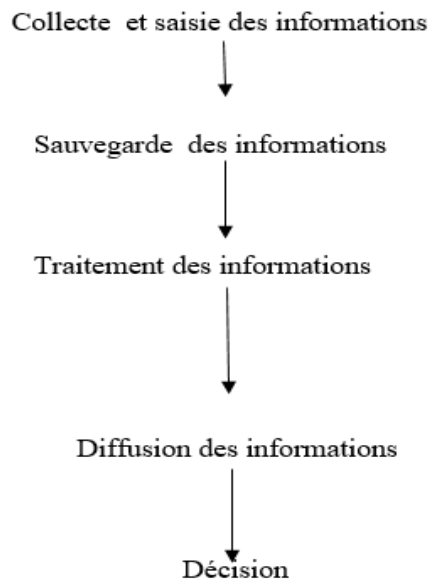 Collecte et saisie des informations
Sauvegarde des informations
Traitement des informations
Diffusion des informations
Décision